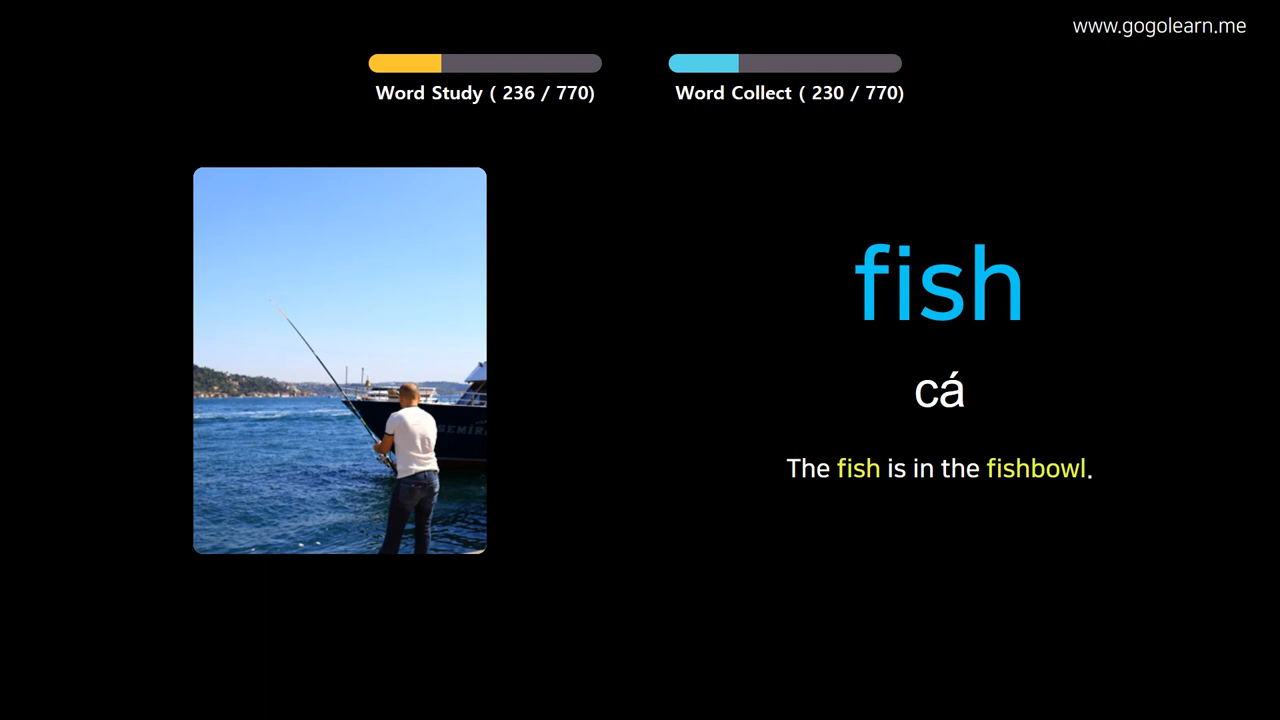 www.gogolearn.me
Word Study ( 236 / 770)
Word Collect ( 230 / 770)
fish
cá
The fish is in the fishbowl.